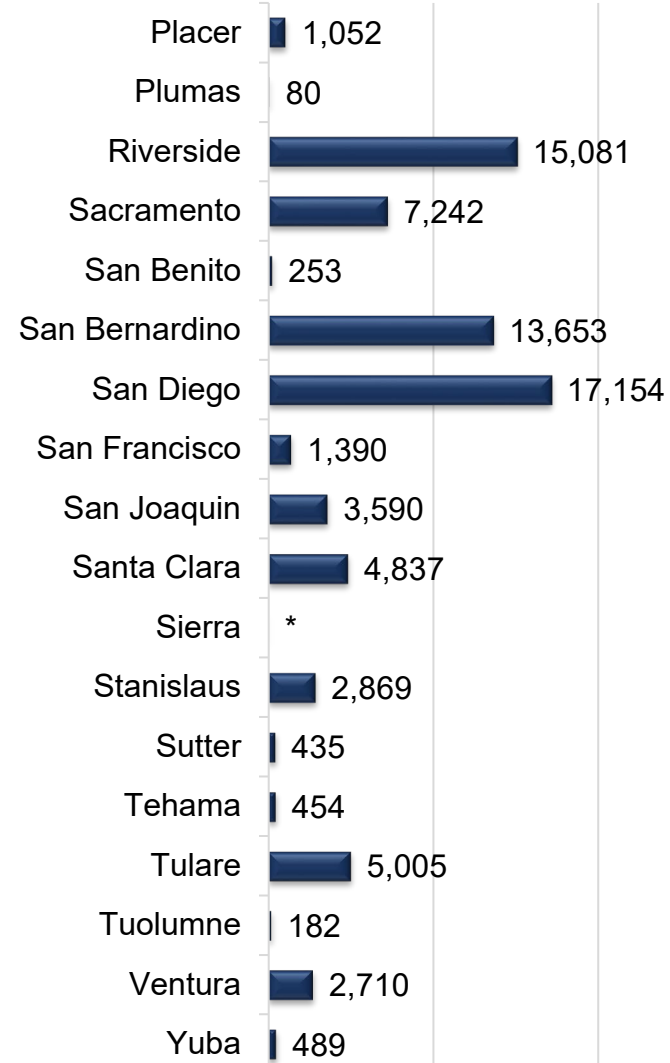 Placer 1,052
Plumas 80
Riverside 15,081
Sacramento 7,242
San Benito 253
San Bernardino 13,653
San Diego 17,154
San Francisco 1,390
San Joaquin 3,590
Santa Clara 4,837
Sierra *
Stanislaus 2,869
Sutter 435
Tehama 454
Tulare 5,005
Tuolumne 182
Ventura 2,710
Yuba 489